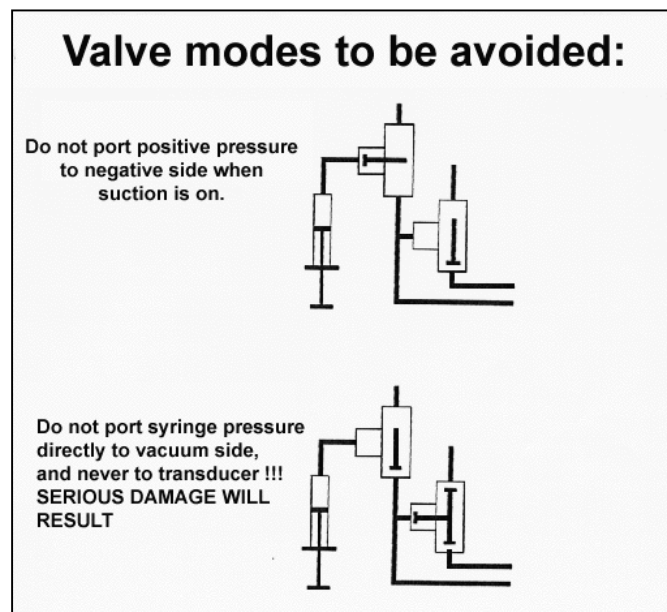 Valve modes to be avoided:
Do not port positive pressure
to negative side when
suction is on.
Do not port syringe pressure
directly to vacuum side,
and never to transducer !!!
SERIOUS DAMAGE WILL
RESULT